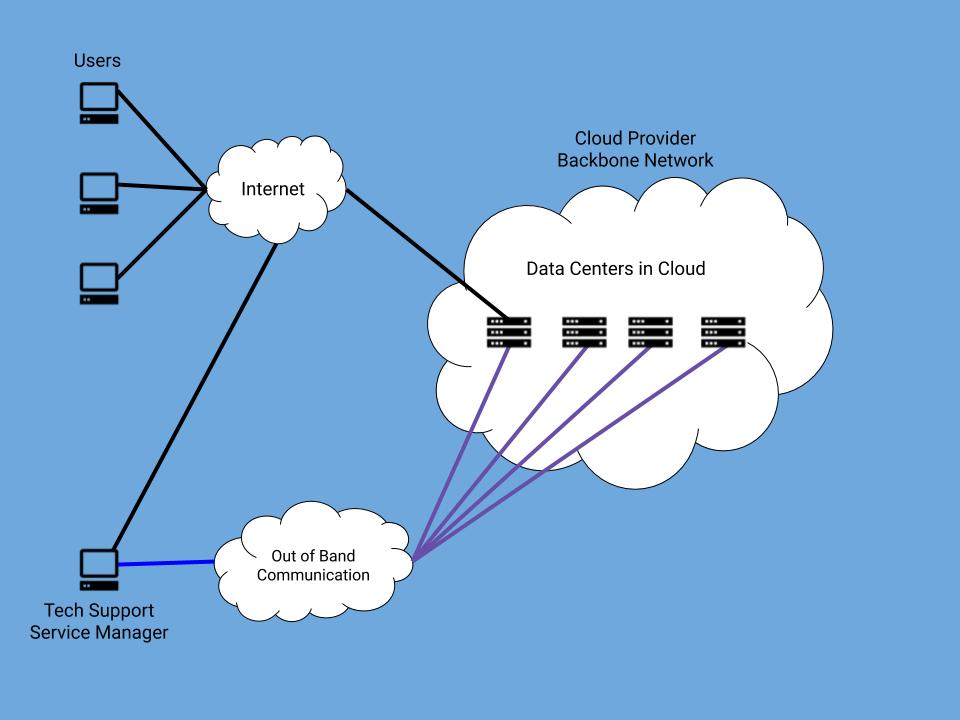 Users
Internet
Cloud Provider
Backbone Network
Data Centers in Cloud
Out of Band
Communication
Tech Support
Service Manager